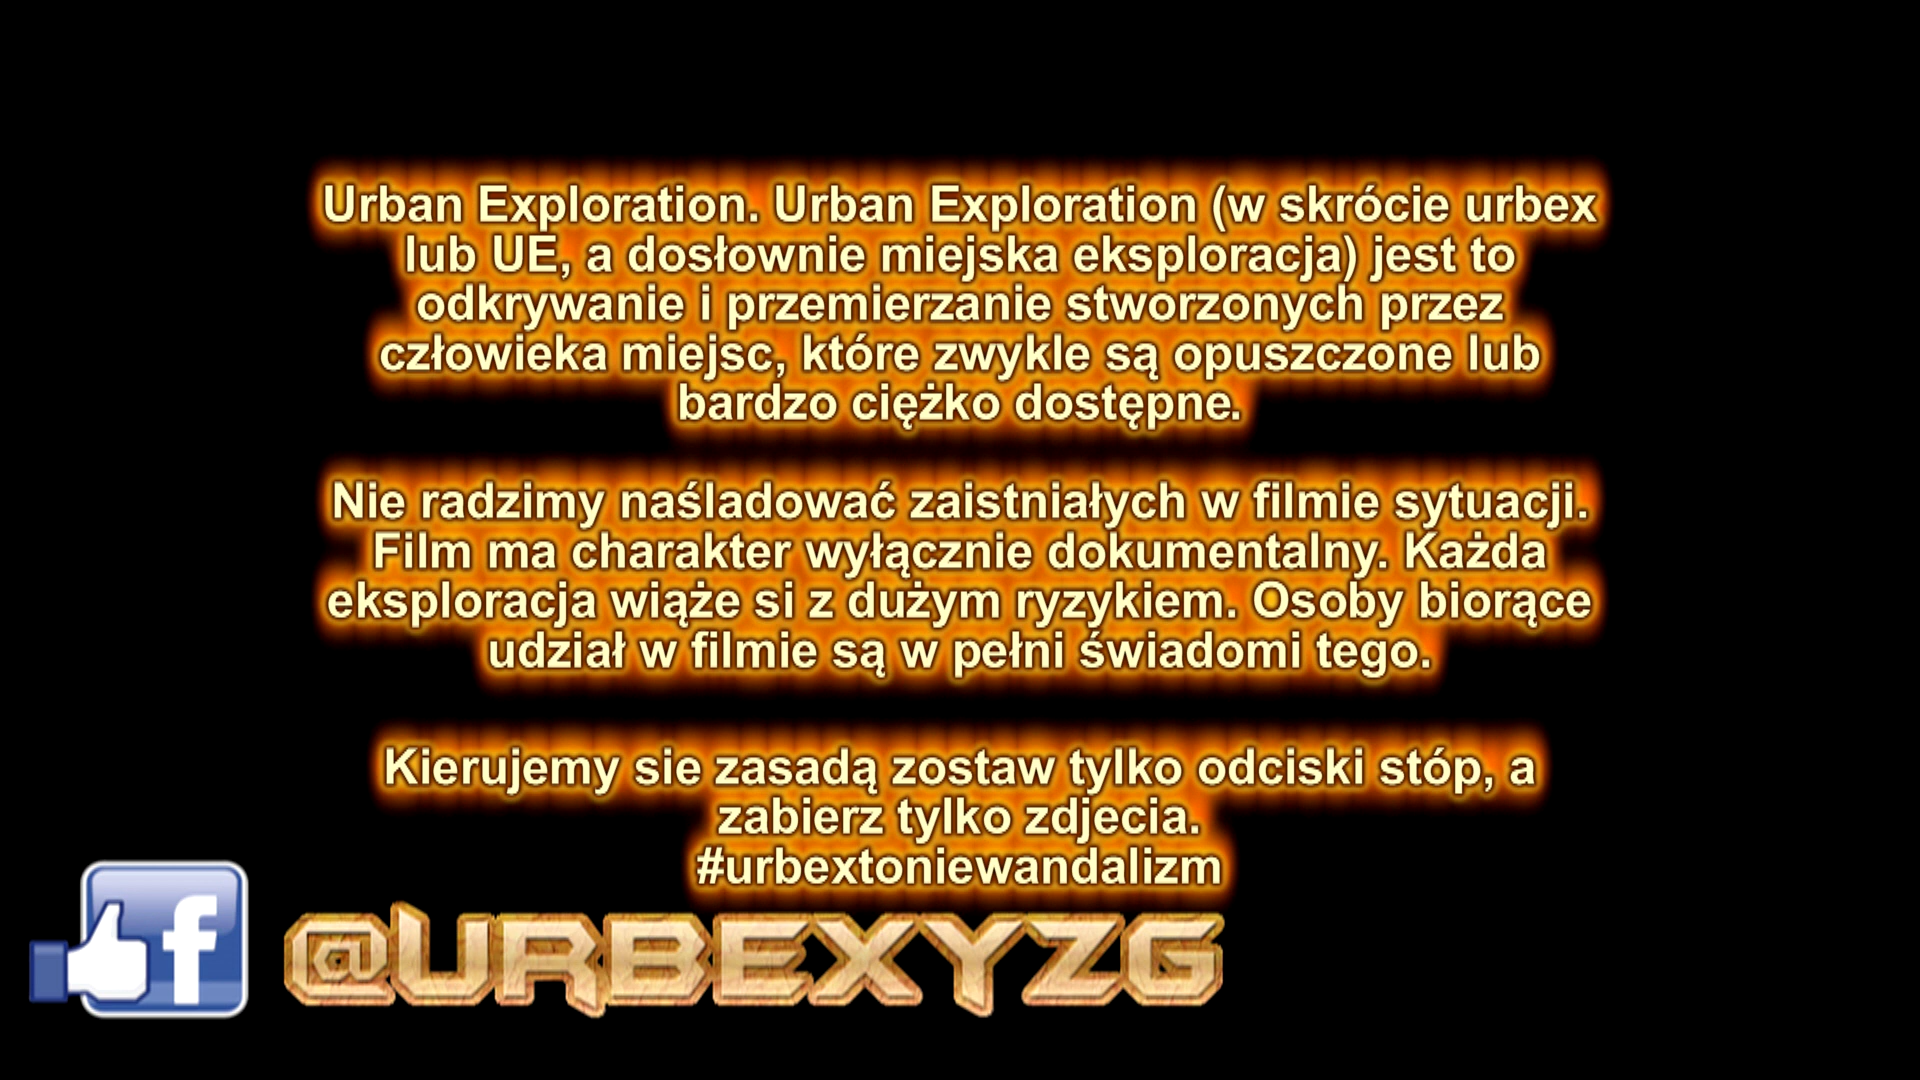 Urban Exploration. Urban Exploration (w skrócie urbex
lub UE, a dosłownie miejska eksploracja) jest to
odkrywanie i przemierzanie stworzonych przez
człowieka miejsc, które zwykle są opuszczone lub
bardzo ciężko dostępne.
Nie radzimy naśladować zaistniałych w filmie sytuacji.
Film ma charakter wyłącznie dokumentalny. Każda
eksploracja wiąże si z dużym ryzykiem. Osoby biorące
udział w filmie są w pełni świadomi tego.
Kierujemy sie zasadą zostaw tylko odciski stóp, a
zabierz tylko zdjecia.
#urbextoniewandalizm
f
@URBEXYZG